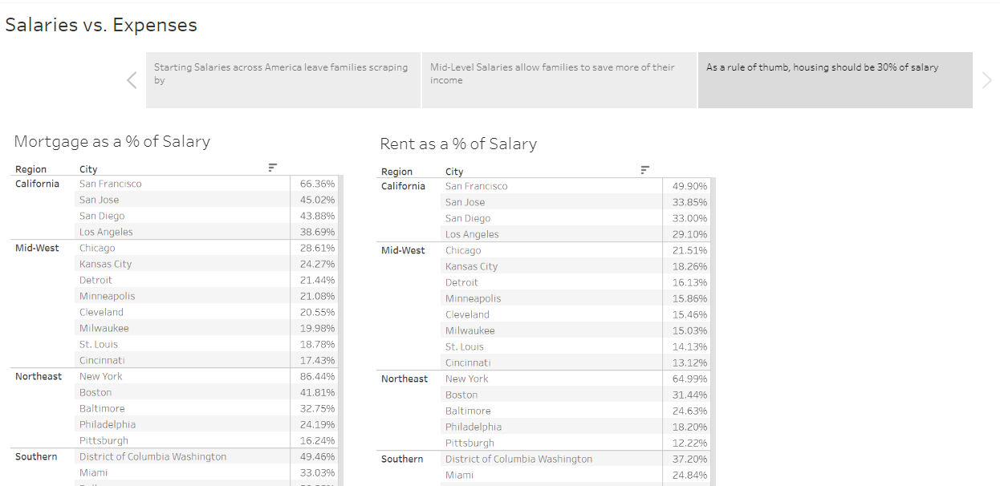 Salaries vs. Expenses
Starting Salaries across America leave families scraping
by
Mid-Level Salaries allow families to save more of their
income
As a rule of thumb, housing should be 30% of salary
Mortgage as a % of Salary
Region City
California San Francisco 66.36%
San Jose 45.02%
San Diego 43.88%
Los Angeles 38.69%
Mid-West Chicago 28.61%
Kansas City 24.27%
Detroit 21.44%
Minneapolis 21.08%
Cleveland 20.55%
Milwaukee 19.98%
St. Louis 18.78%
Cincinnati 17.43%
Northeast New York 86.44%
Boston 41.81%
Baltimore 32.75%
Philadelphia 24.19%
Pittsburgh 16.24%
Southern District of Columbia Washington 49.46%
Miami 33.03%
Rent as a % of Salary
Region City
California San Francisco 49.90%
San Jose 33.85%
San Diego 33.00%
Los Angeles 29.10%
Mid-West Chicago 21.51%
Kansas City 18.26%
Detroit 16.13%
Minneapolis 15.86%
Cleveland 15.46%
Milwaukee 15.03%
St. Louis 14.13%
Cincinnati 13.12%
Northeast New York 64.99%
Boston 31.44%
Baltimore 24.63%
Philadelphia 18.20%
Pittsburgh 12.22%
Southern District of Columbia Washington 37.20%
Miami 24.84%